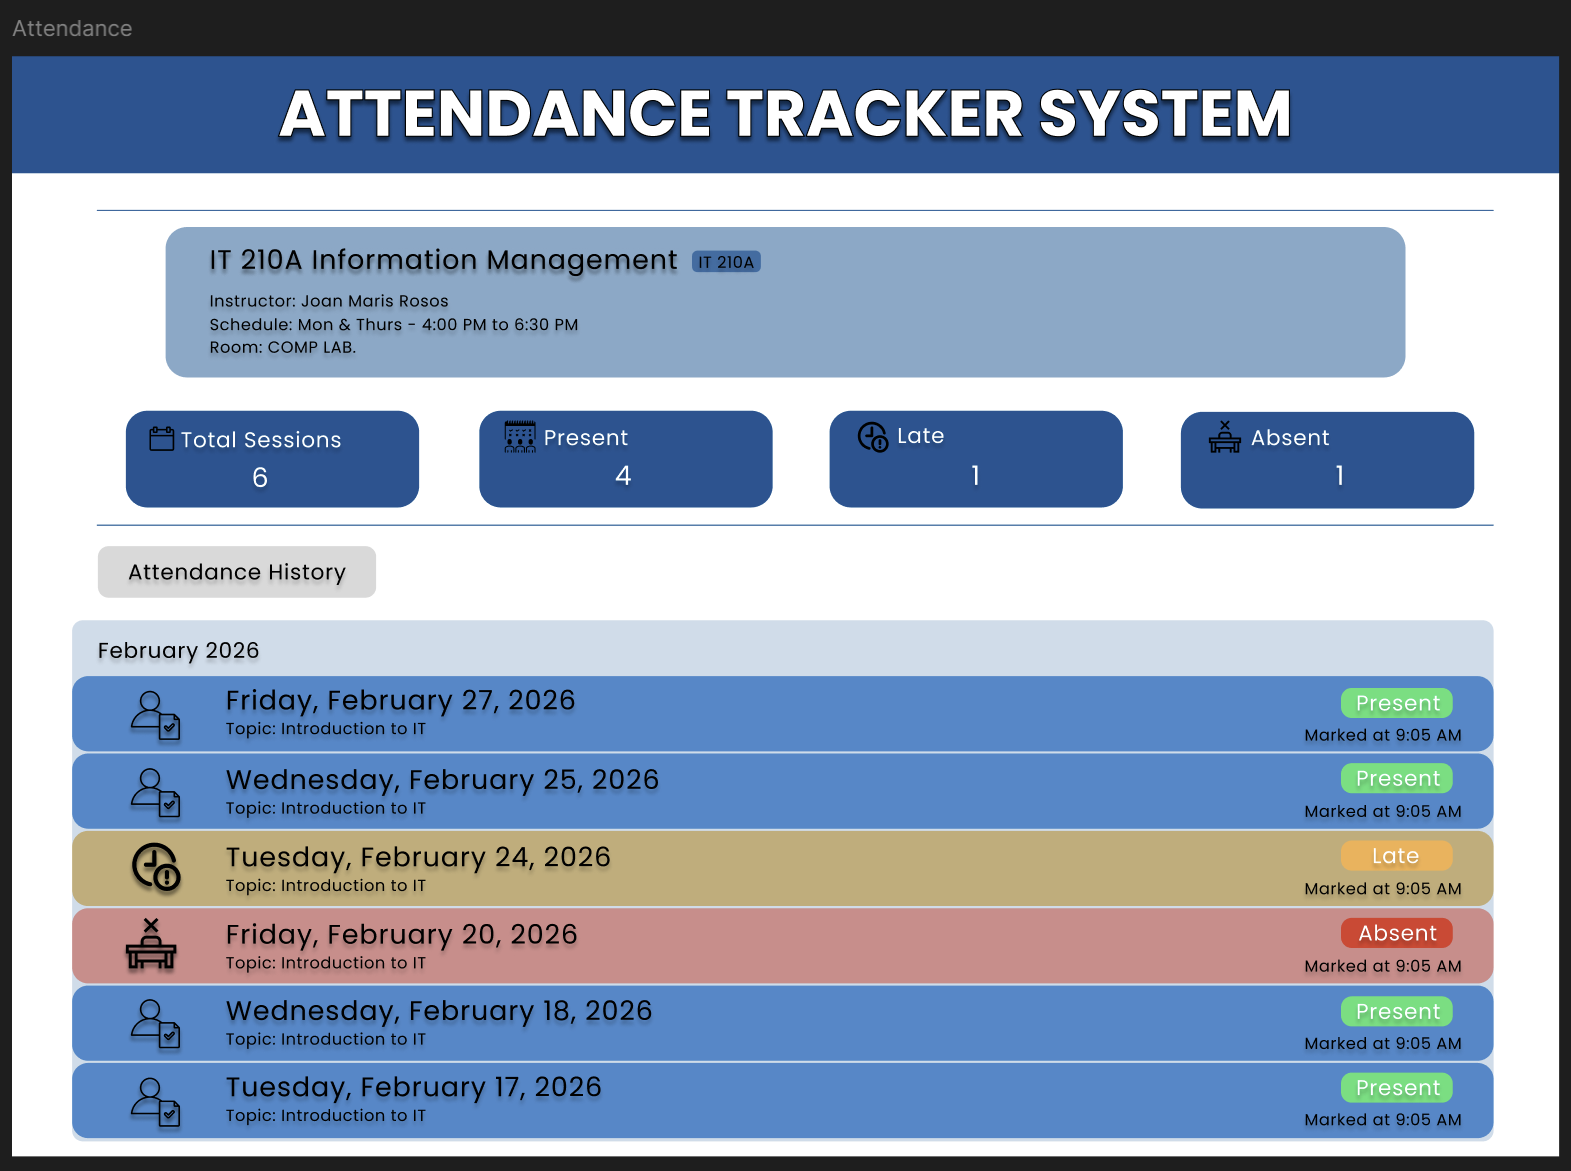 Attendance
ATTENDANCE TRACKER SYSTEM
IT 210A Information Management IT 210A
Instructor: Joan Maris Rosos
Schedule: Mon & Thurs - 4:00 PM to 6:30 PM
Room: COMP LAB.
Total Sessions
6
Present
4
Late
1
Absent
1
Attendance History
February 2026
Friday, February 27, 2026
Topic: Introduction to IT
Present
Marked at 9:05 AM
Wednesday, February 25, 2026
Topic: Introduction to IT
Present
Marked at 9:05 AM
Tuesday, February 24, 2026
Topic: Introduction to IT
Late
Marked at 9:05 AM
Friday, February 20, 2026
Topic: Introduction to IT
Absent
Marked at 9:05 AM
Wednesday, February 18, 2026
Topic: Introduction to IT
Present
Marked at 9:05 AM
Tuesday, February 17, 2026
Topic: Introduction to IT
Present
Marked at 9:05 AM